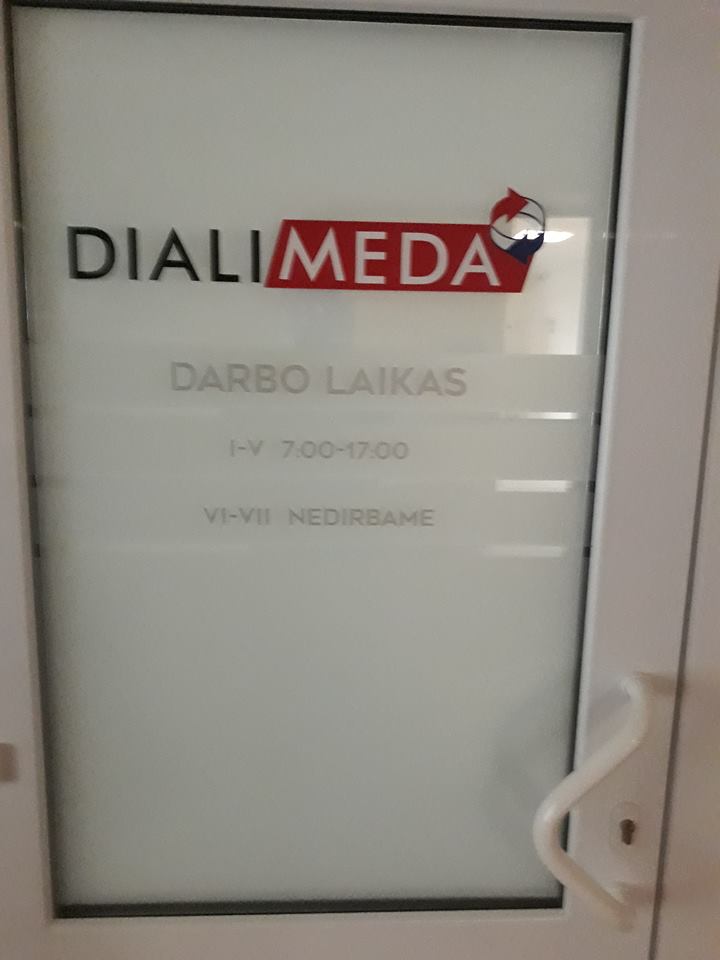 DIALIMEDA
DARBO LAIKAS
I-V 7:00-17:00
VI-VII NEDIRBAME